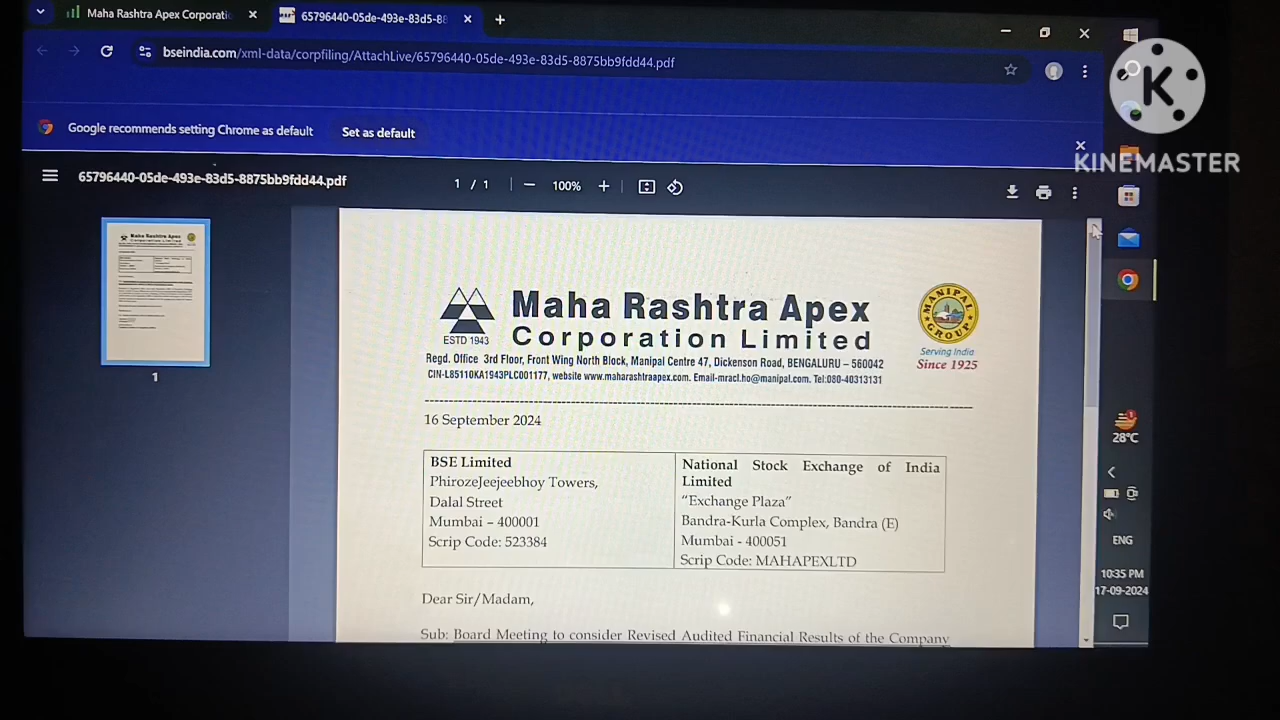 Maha Rashtra Apex Corporati
65796440-05de-493e-83d5-88
bseindia.com/xml-data/corpfiling/AttachLive/65796440-05de-493e-83d5-8875bb9fdd44.pdf
Google recommends setting Chrome as default
Set as default
K
KINEMASTER
65796440-05de-493e-83d5-8875bb9fdd44.pdf
1 / 1
100%
1
ESTD 1943
Maha Rashtra Apex
Corporation Limited
MANIPAL GROUP
Serving India
Since 1925
Regd. Office 3rd Floor, Front Wing North Block, Manipal Centre 47, Dickenson Road, BENGALURU – 560042
CIN-L85110KA1943PLC001177, website www.maharashtraapex.com. Email-mracl.ho@manipal.com. Tel:080-40313131
16 September 2024
BSE Limited
PhirozeJeejeebhoy Towers,
Dalal Street
Mumbai – 400001
Scrip Code: 523384
National Stock Exchange of India
Limited
“Exchange Plaza”
Bandra-Kurla Complex, Bandra (E)
Mumbai - 400051
Scrip Code: MAHAPEXLTD
Dear Sir/Madam,
Sub: Board Meeting to consider Revised Audited Financial Results of the Company
1
28°C
ENG
10:35 PM
17-09-2024